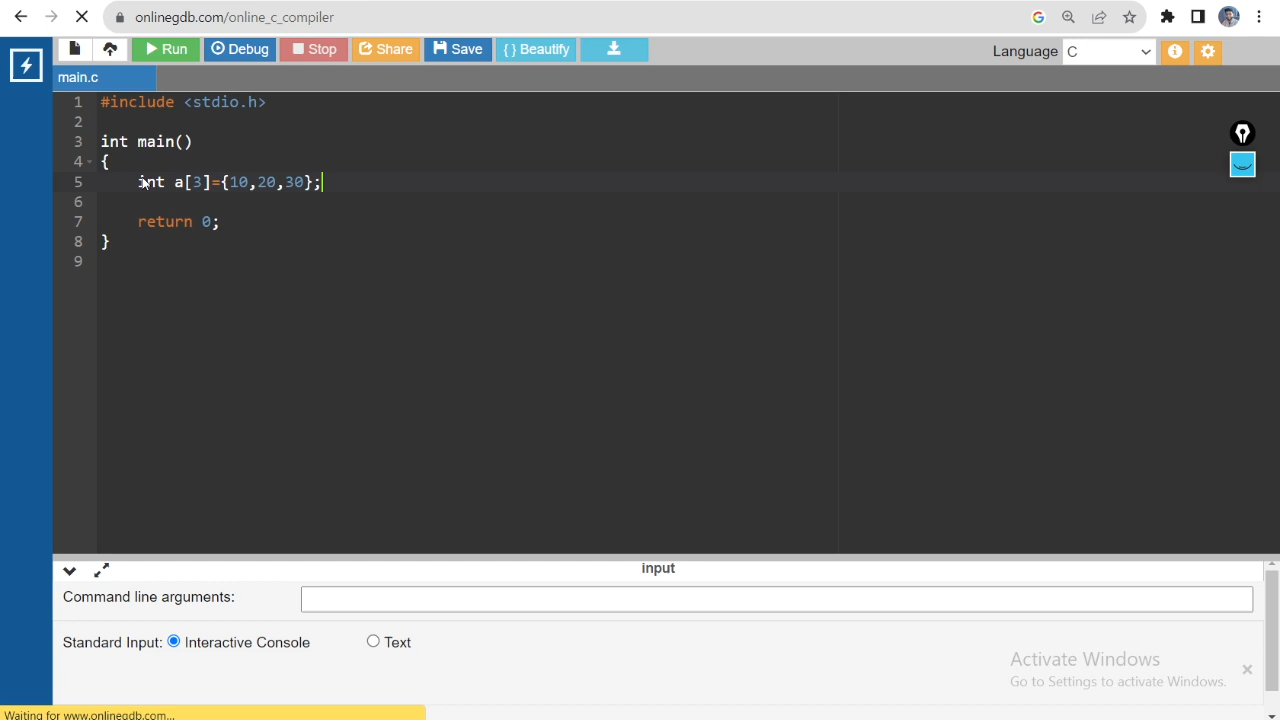 onlinegdb.com/online_c_compiler
Run Debug Stop Share Save { } Beautify Language C
main.c
1 #include <stdio.h>
2
3 int main()
4 {
5 int a[3]={10,20,30};
6
7 return 0;
8 }
9
input
Command line arguments:
Standard Input: Interactive Console Text
Activate Windows
Go to Settings to activate Windows.
Waiting for www.onlinegdb.com...